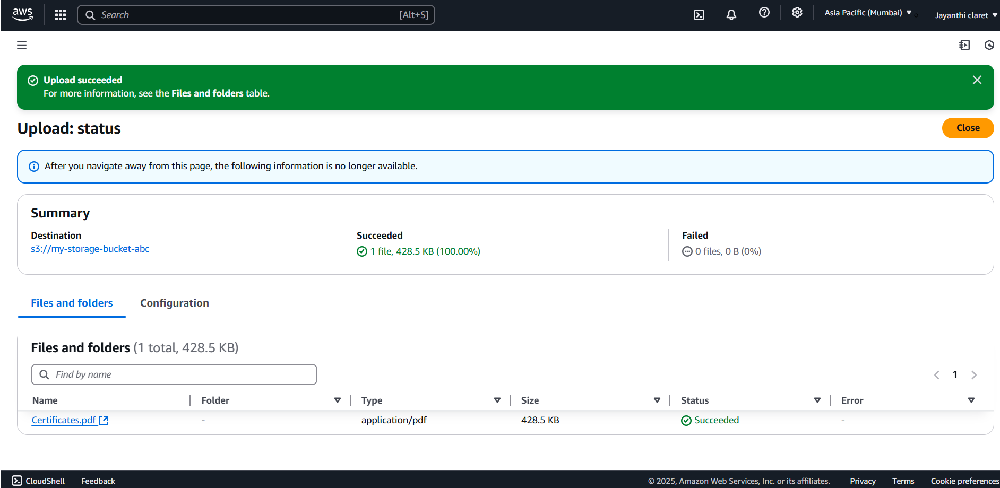 aws
Search [Alt+S]
Asia Pacific (Mumbai)
Jayanthi claret
Upload succeeded
For more information, see the Files and folders table.
Upload: status
Close
After you navigate away from this page, the following information is no longer available.
Summary
Destination
s3://my-storage-bucket-abc
Succeeded
1 file, 428.5 KB (100.00%)
Failed
0 files, 0 B (0%)
Files and folders Configuration
Files and folders (1 total, 428.5 KB)
Find by name
1
Name Folder Type Size Status Error
Certificates.pdf - application/pdf 428.5 KB Succeeded -
CloudShell Feedback © 2025, Amazon Web Services, Inc. or its affiliates. Privacy Terms Cookie preferences